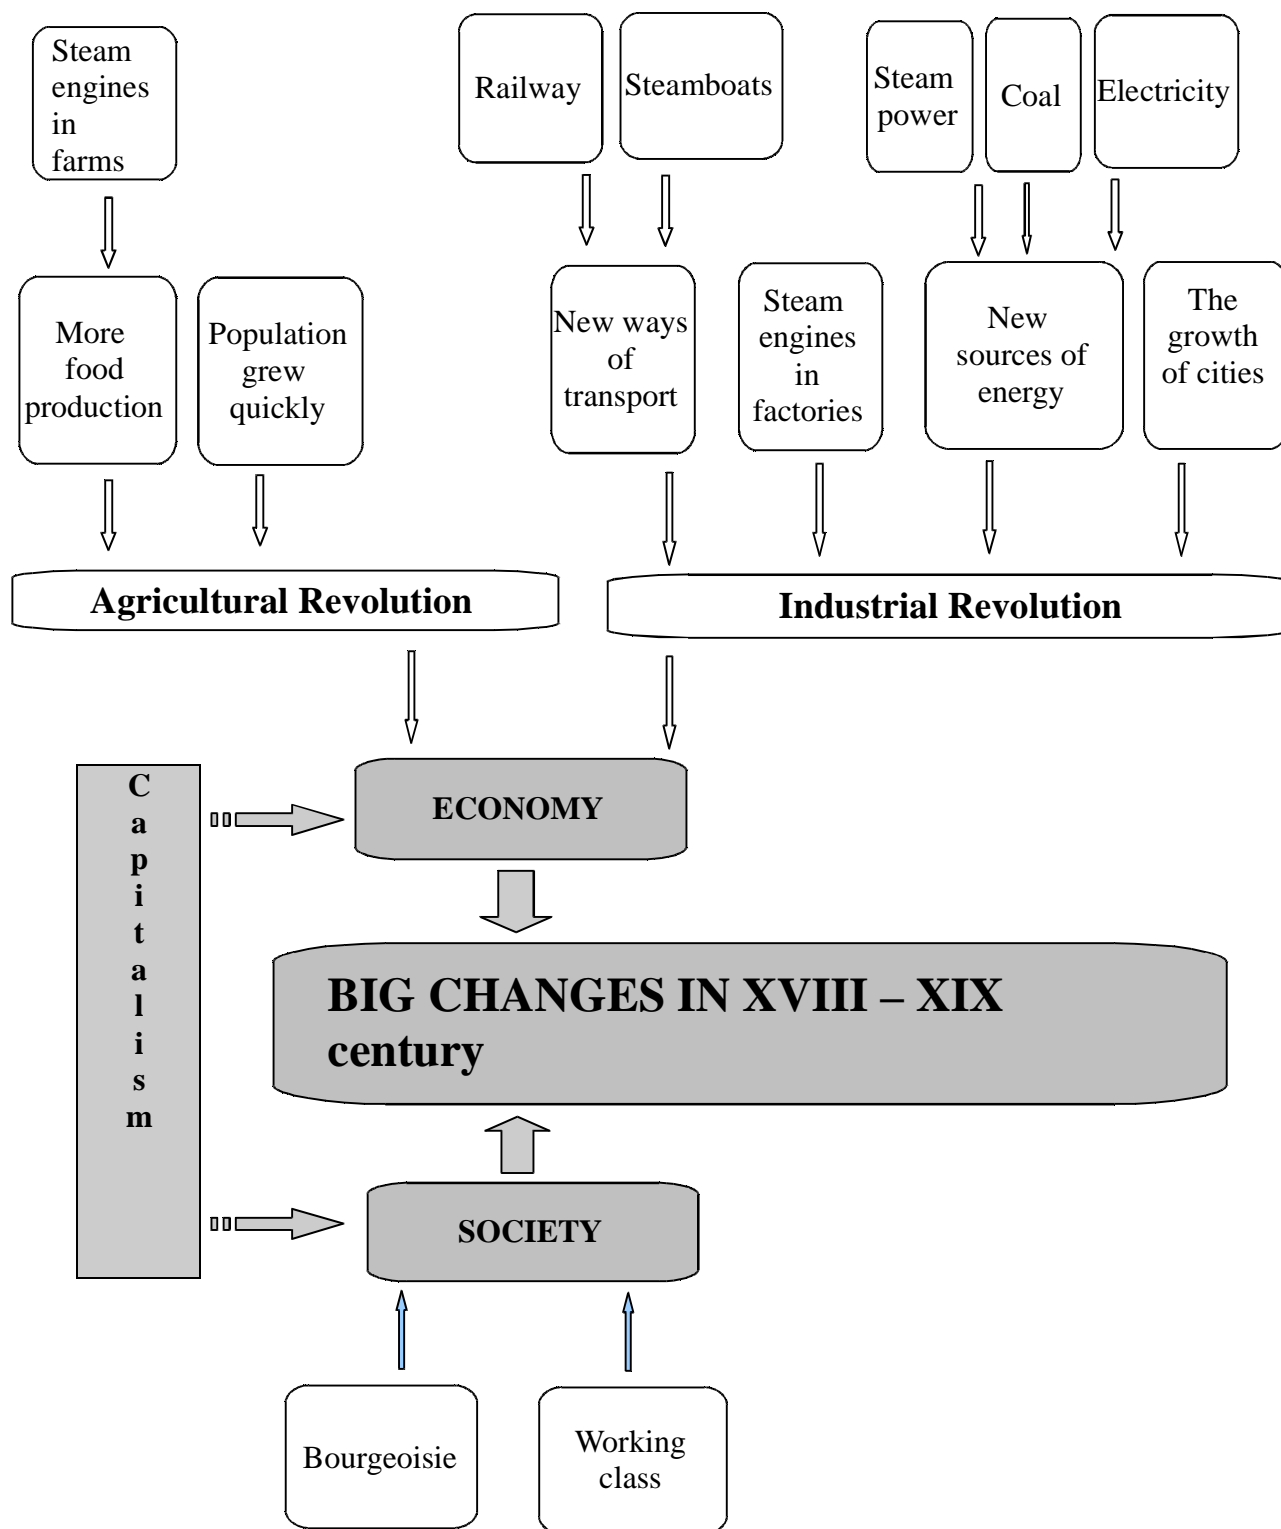 Steam
engines
in
farms
Railway
Steamboats
Steam
power
Coal
Electricity
More
food
production
Population
grew
quickly
New ways
of
transport
Steam
engines
in
factories
New
sources of
energy
The
growth
of cities
Agricultural Revolution
Industrial Revolution
C
a
p
i
t
a
l
i
s
m
ECONOMY
BIG CHANGES IN XVIII – XIX
century
SOCIETY
Bourgeoisie
Working
class